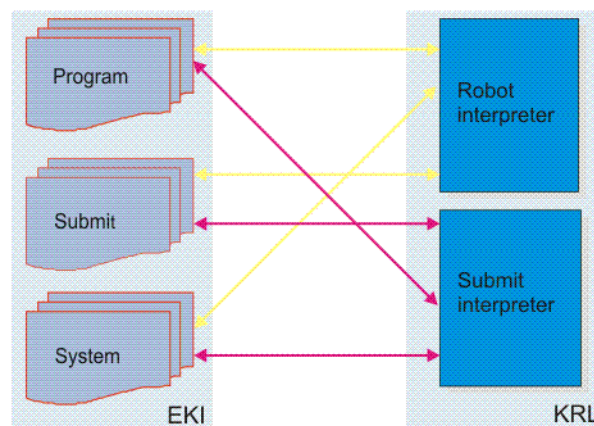 Program
Submit
System
EKI
Robot
interpreter
Submit
interpreter
KRL